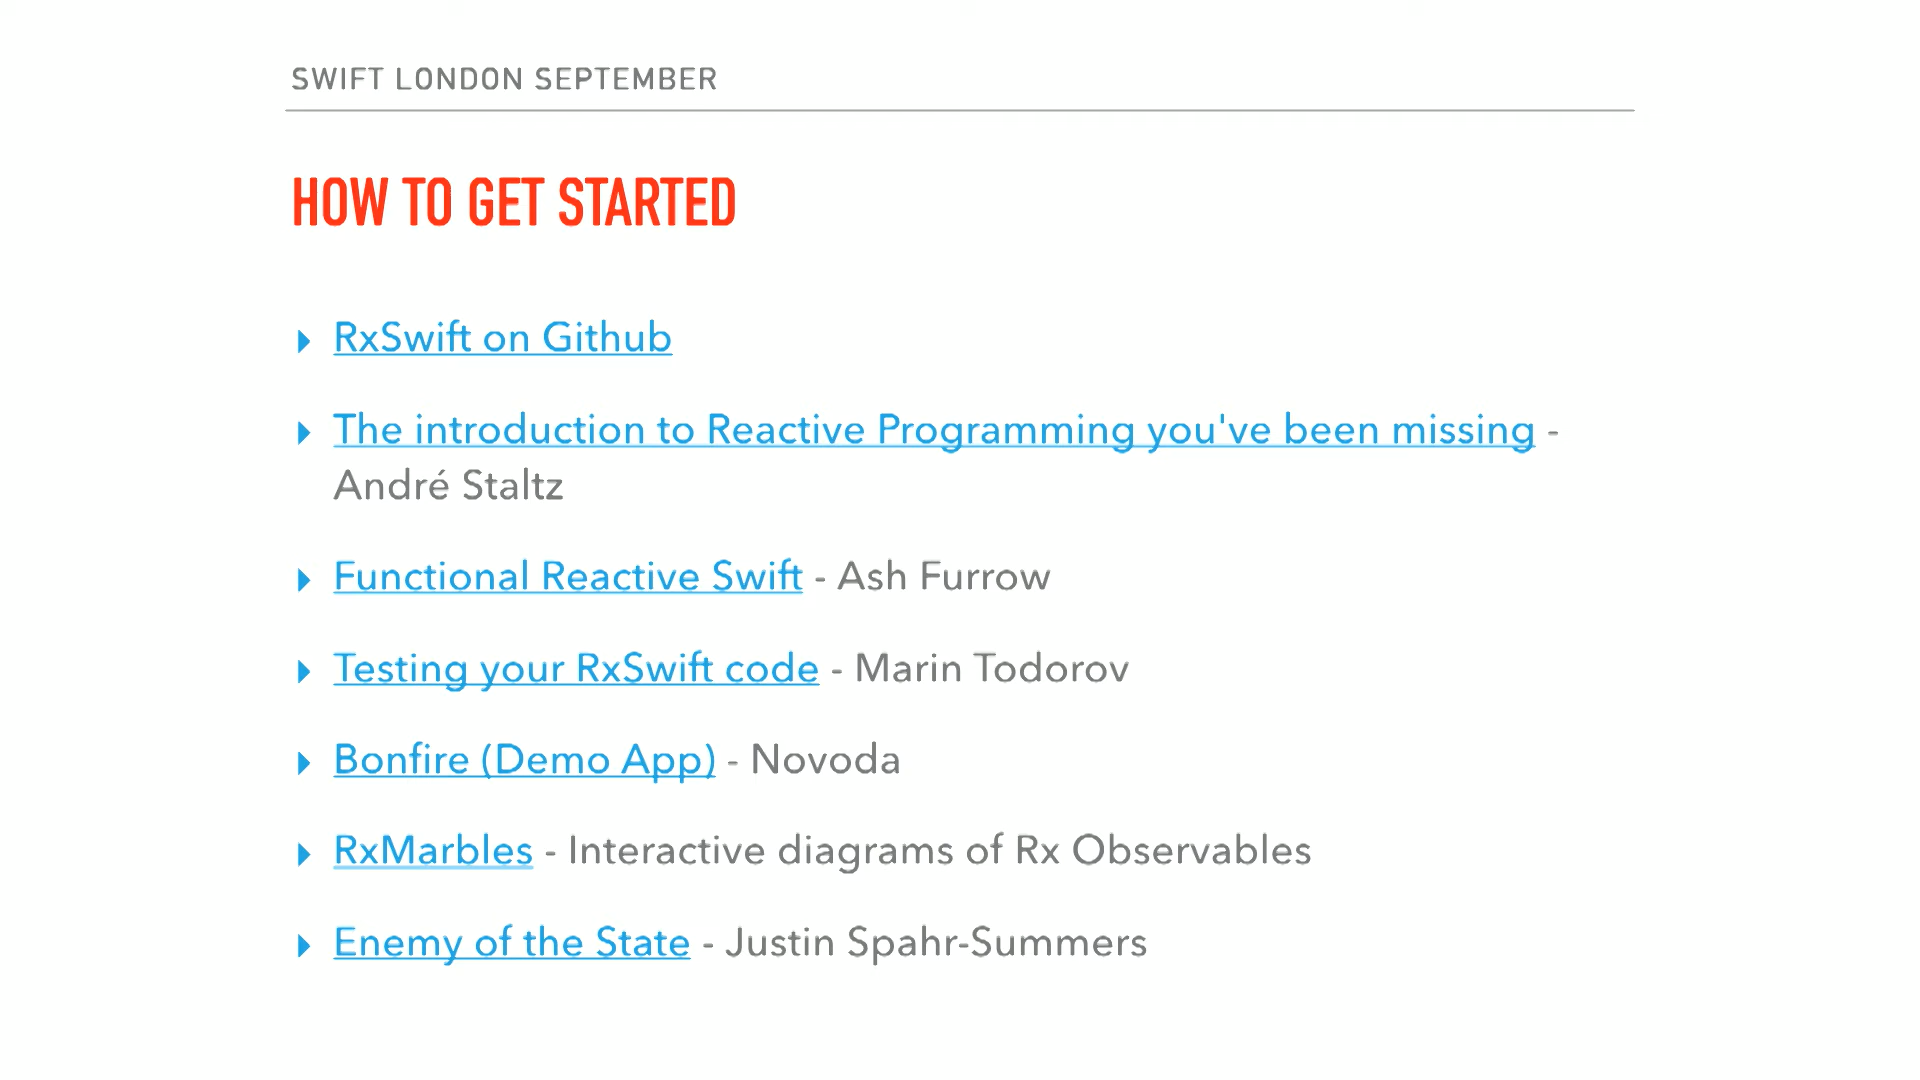 SWIFT LONDON SEPTEMBER
HOW TO GET STARTED
RxSwift on Github
The introduction to Reactive Programming you've been missing -
André Staltz
Functional Reactive Swift - Ash Furrow
Testing your RxSwift code - Marin Todorov
Bonfire (Demo App) - Novoda
RxMarbles - Interactive diagrams of Rx Observables
Enemy of the State - Justin Spahr-Summers